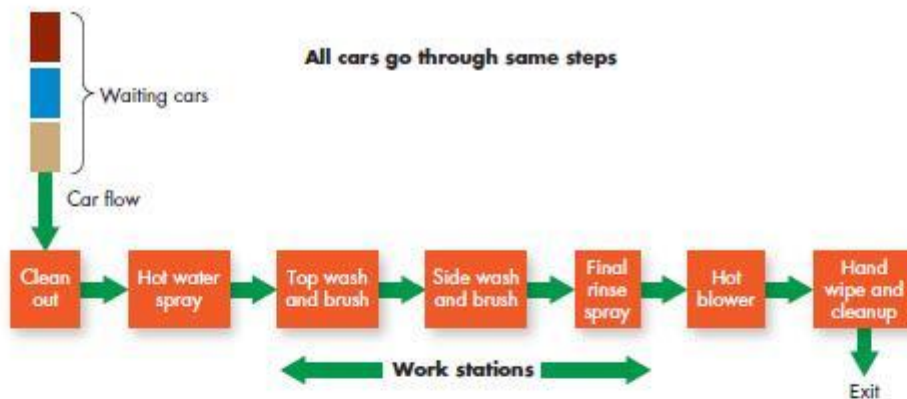 All cars go through same steps
Waiting cars
Car flow
Clean
out
Hot water
spray
Top wash
and brush
Side wash
and brush
Final
rinse
spray
Hot
blower
Hand
wipe and
cleanup
Work stations
Exit